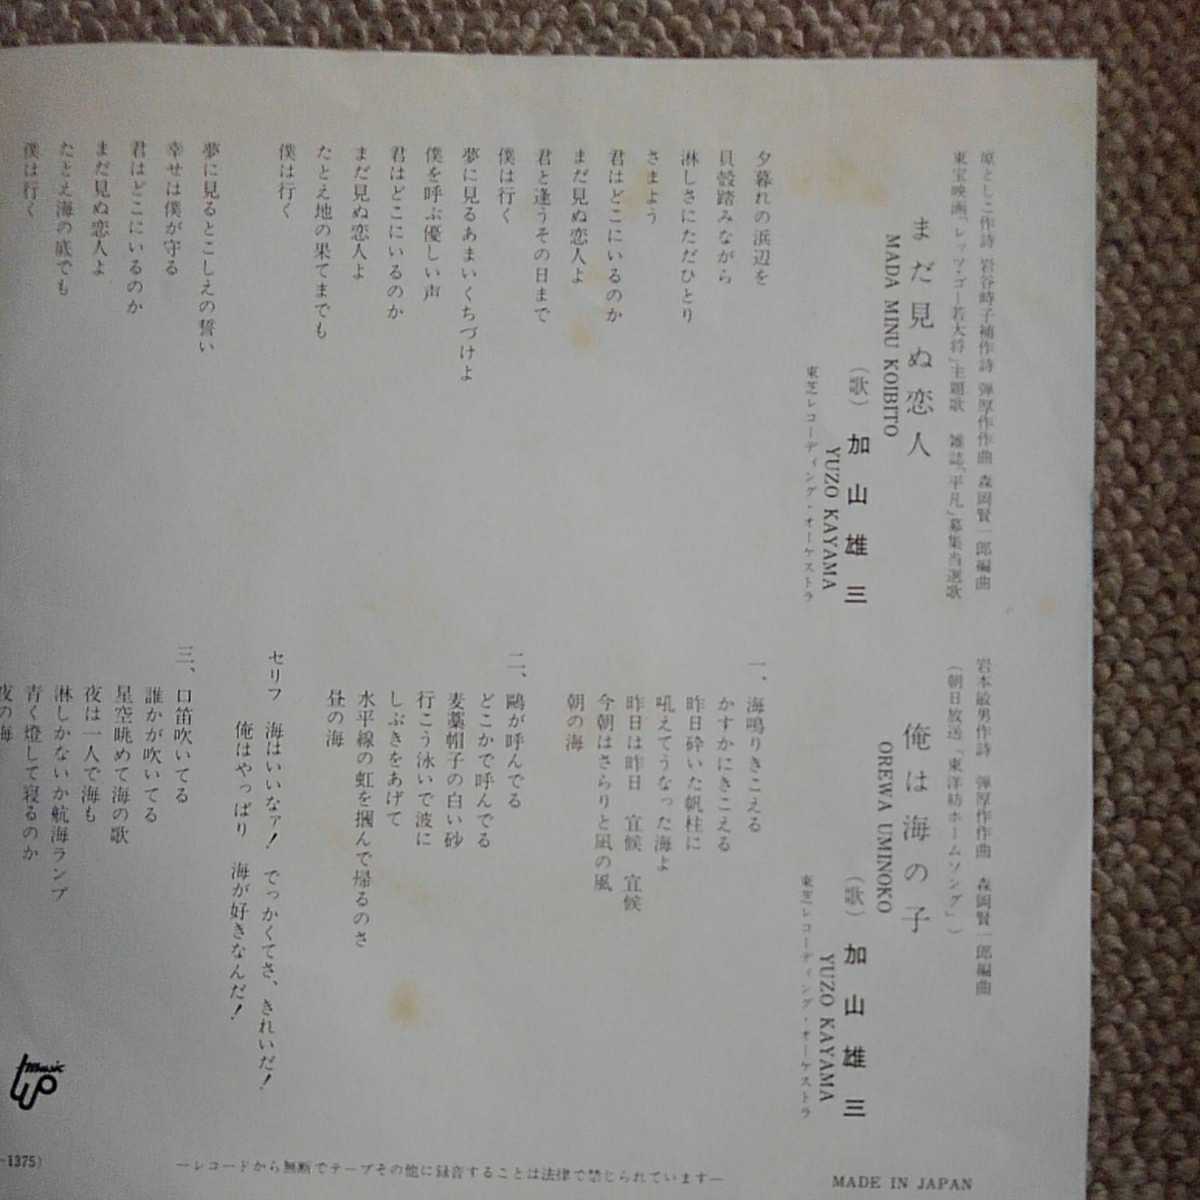 原としこ作詩 岩谷時子補作詩 弾厚作作曲 森岡賢一郎編曲
東宝映画「レッツ・ゴー若大将」主題歌 雑誌「平凡」募集当選歌
まだ見ぬ恋人
MADA MINU KOIBITO
(歌) 加山雄三
YUZO KAYAMA
東芝レコーディング・オーケストラ
夕暮れの浜辺を
貝殻踏みながら
淋しさにただひとり
さまよう
君はどこにいるのか
まだ見ぬ恋人よ
君と逢うその日まで
僕は行く
夢に見るあまいくちづけよ
僕を呼ぶ優しい声
君はどこにいるのか
まだ見ぬ恋人よ
たとえ地の果てまでも
僕は行く
夢に見るとこしえの誓い
幸せは僕が守る
君はどこにいるのか
まだ見ぬ恋人よ
たとえ海の底でも
僕は行く
岩本敏男作詩 弾厚作作曲 森岡賢一郎編曲
(朝日放送「東洋紡ホームソング」)
俺は海の子
OREWA UMINOKO
(歌) 加山雄三
YUZO KAYAMA
東芝レコーディング・オーケストラ
一、海鳴りきこえる
かすかにきこえる
昨日砕いた帆柱に
吼えてうなった海よ
昨日は昨日 宜候 宜候
今朝はさらりと凪の風
朝の海
二、鷗が呼んでる
どこかで呼んでる
麦藁帽子の白い砂
行こう泳いで波に
しぶきをあげて
水平線の虹を摑んで帰るのさ
昼の海
セリフ 海はいいなァ! でっかくてさ、きれいだ!
俺はやっぱり 海が好きなんだ!
三、口笛吹いてる
誰かが吹いてる
星空眺めて海の歌
夜は一人で海も
淋しかないか航海ランプ
青く燈して寝るのか
夜の海
music up
-1375)
—レコードから無断でテープその他に録音することは法律で禁じられています—
MADE IN JAPAN